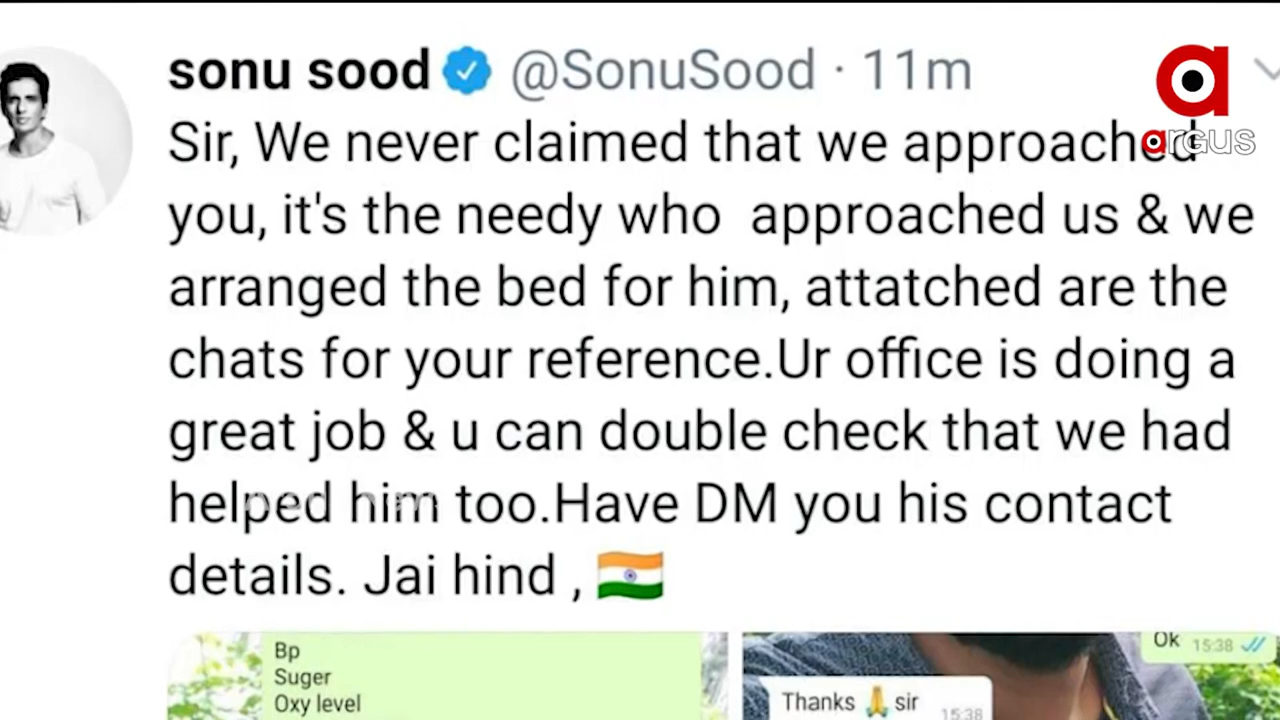 sonu sood @SonuSood · 11m
argus
Sir, We never claimed that we approached
you, it's the needy who approached us & we
arranged the bed for him, attatched are the
chats for your reference.Ur office is doing a
great job & u can double check that we had
helped him too.Have DM you his contact
details. Jai hind , 🇮🇳
Bp
Suger
Oxy level
Ok 15:38
Thanks 🙏 sir
15:38